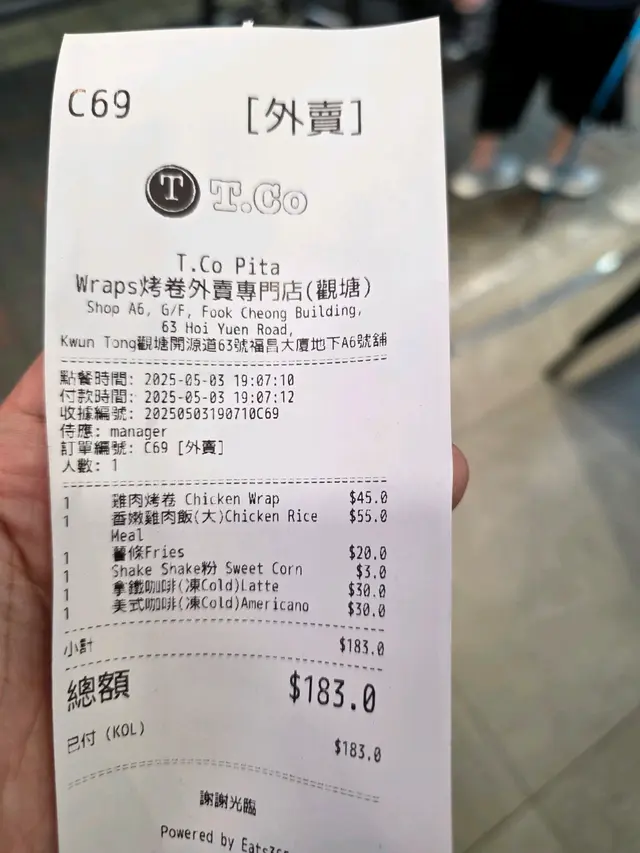 C69
[外賣]
T T.Co
T.Co Pita
Wraps烤卷外賣專門店(觀塘)
Shop A6, G/F, Fook Cheong Building,
63 Hoi Yuen Road,
Kwun Tong觀塘開源道63號福昌大廈地下A6號舖
點餐時間: 2025-05-03 19:07:10
付款時間: 2025-05-03 19:07:12
收據編號: 20250503190710C69
侍應: manager
訂單編號: C69 [外賣]
人數: 1
1 雞肉烤卷 Chicken Wrap $45.0
1 香嫩雞肉飯(大)Chicken Rice $55.0
Meal
1 薯條Fries $20.0
1 Shake Shake粉 Sweet Corn $3.0
1 拿鐵咖啡(凍Cold)Latte $30.0
1 美式咖啡(凍Cold)Americano $30.0
小計 $183.0
總額 $183.0
已付 (KOL) $183.0
謝謝光臨
Powered by